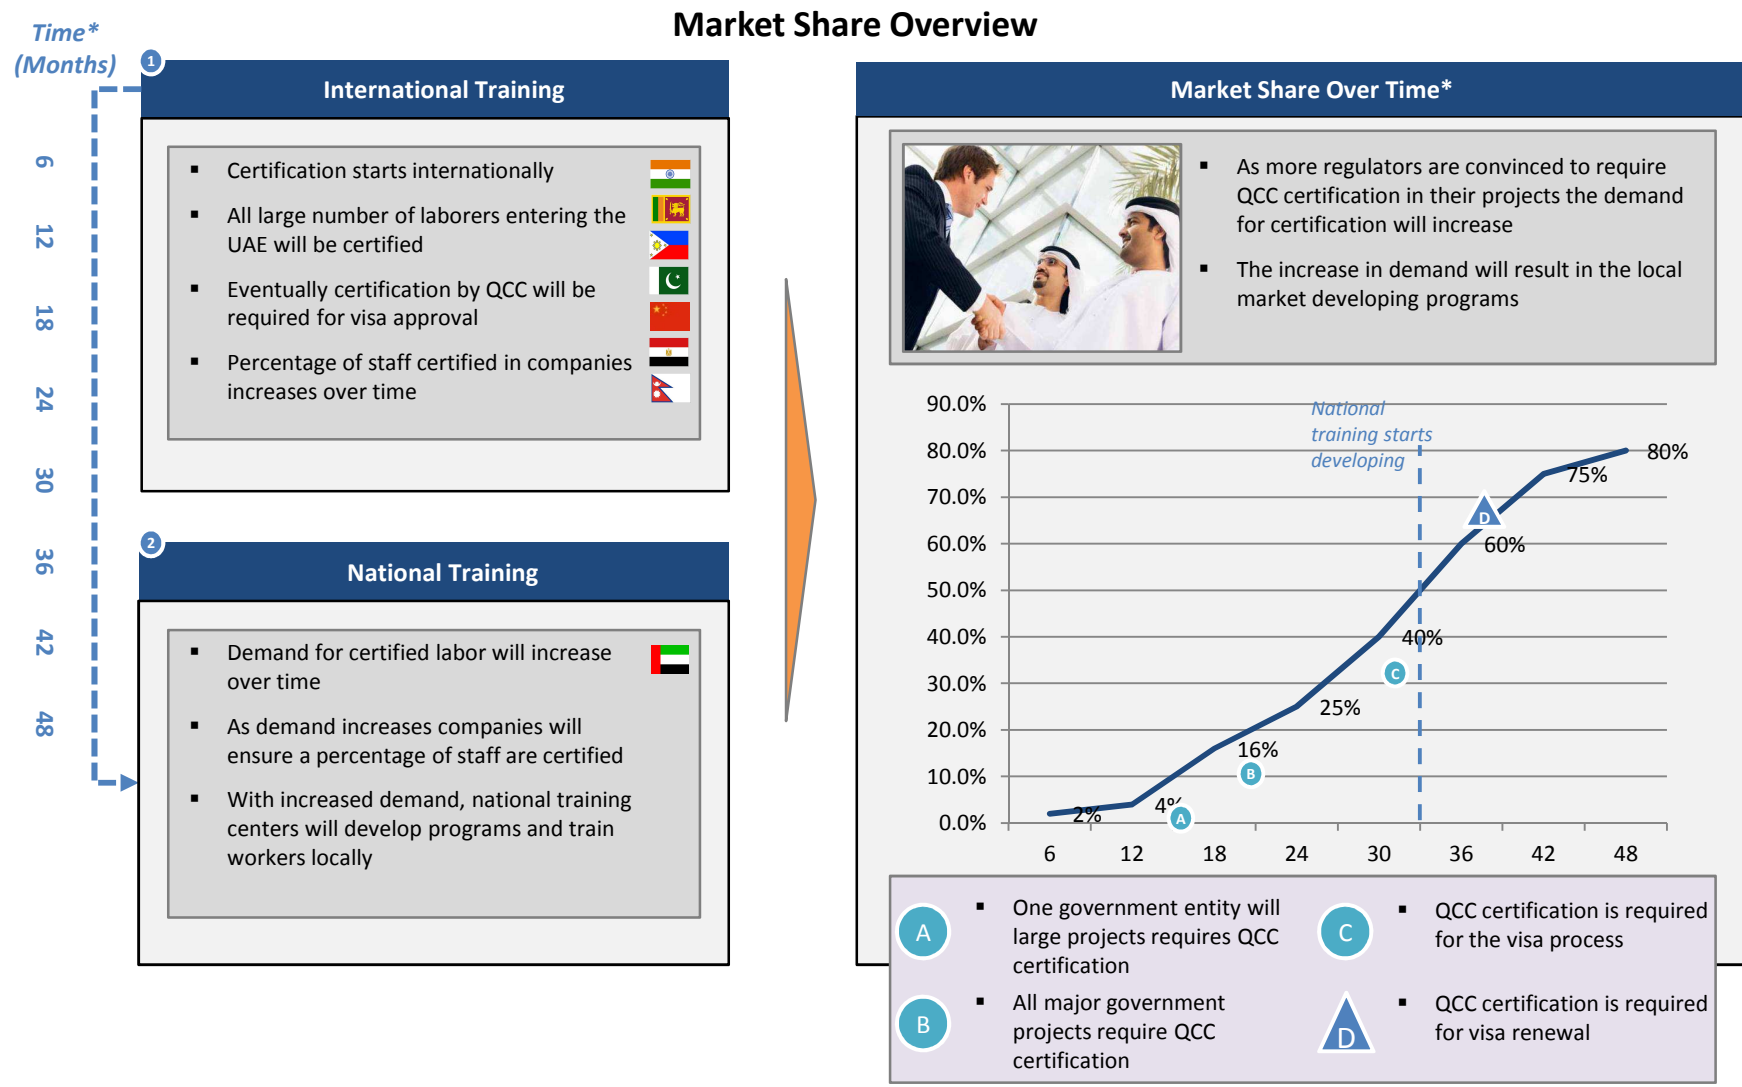 Market Share Overview
Time*
(Months)
6
12
18
24
30
36
42
48
1
International Training
▪ Certification starts internationally
▪ All large number of laborers entering the
UAE will be certified
▪ Eventually certification by QCC will be
required for visa approval
▪ Percentage of staff certified in companies
increases over time
2
National Training
▪ Demand for certified labor will increase
over time
▪ As demand increases companies will
ensure a percentage of staff are certified
▪ With increased demand, national training
centers will develop programs and train
workers locally
Market Share Over Time*
▪ As more regulators are convinced to require
QCC certification in their projects the demand
for certification will increase
▪ The increase in demand will result in the local
market developing programs
90.0%
80.0%
70.0%
60.0%
50.0%
40.0%
30.0%
20.0%
10.0%
0.0%
National
training starts
developing
2%
4%
16%
25%
40%
60%
75%
80%
A
B
C
D
6 12 18 24 30 36 42 48
A
▪ One government entity will
large projects requires QCC
certification
B
▪ All major government
projects require QCC
certification
C
▪ QCC certification is required
for the visa process
D
▪ QCC certification is required
for visa renewal